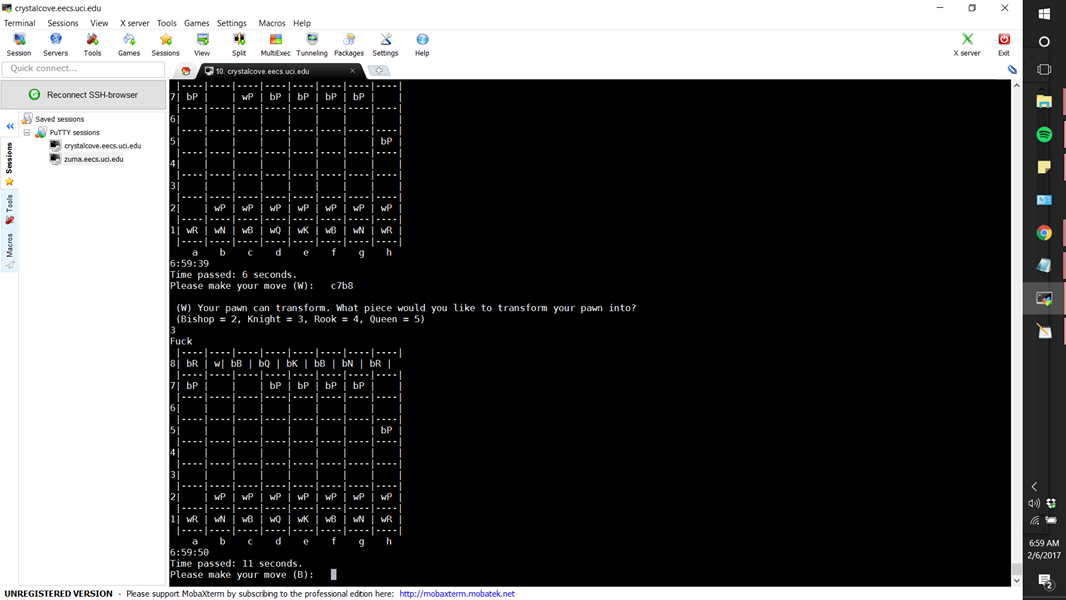 crystalcove.eecs.uci.edu
Terminal Sessions View X server Tools Games Settings Macros Help
Session Servers Tools Games Sessions View Split MultiExec Tunneling Packages Settings Help X server Exit
Quick connect...
10. crystalcove.eecs.uci.edu
Reconnect SSH-browser
Saved sessions
PuTTY sessions
crystalcove.eecs.uci.edu
zuma.eecs.uci.edu
Sessions
Tools
Macros
|----|----|----|----|----|----|----|----|
7| bP | | wP | bP | bP | bP | bP | |
|----|----|----|----|----|----|----|----|
6| | | | | | | | |
|----|----|----|----|----|----|----|----|
5| | | | | | | | bP |
|----|----|----|----|----|----|----|----|
4| | | | | | | | |
|----|----|----|----|----|----|----|----|
3| | | | | | | | |
|----|----|----|----|----|----|----|----|
2| | wP | wP | wP | wP | wP | wP | wP |
|----|----|----|----|----|----|----|----|
1| wR | wN | wB | wQ | wK | wB | wN | wR |
|----|----|----|----|----|----|----|----|
a b c d e f g h
6:59:39
Time passed: 6 seconds.
Please make your move (W): c7b8
(W) Your pawn can transform. What piece would you like to transform your pawn into?
(Bishop = 2, Knight = 3, Rook = 4, Queen = 5)
3
Fuck
|----|----|----|----|----|----|----|----|
8| bR | w| bB | bQ | bK | bB | bN | bR |
|----|----|----|----|----|----|----|----|
7| bP | | | bP | bP | bP | bP | |
|----|----|----|----|----|----|----|----|
6| | | | | | | | |
|----|----|----|----|----|----|----|----|
5| | | | | | | | bP |
|----|----|----|----|----|----|----|----|
4| | | | | | | | |
|----|----|----|----|----|----|----|----|
3| | | | | | | | |
|----|----|----|----|----|----|----|----|
2| | wP | wP | wP | wP | wP | wP | wP |
|----|----|----|----|----|----|----|----|
1| wR | wN | wB | wQ | wK | wB | wN | wR |
|----|----|----|----|----|----|----|----|
a b c d e f g h
6:59:50
Time passed: 11 seconds.
Please make your move (B):
6:59 AM
2/6/2017
2
UNREGISTERED VERSION - Please support MobaXterm by subscribing to the professional edition here: http://mobaxterm.mobatek.net